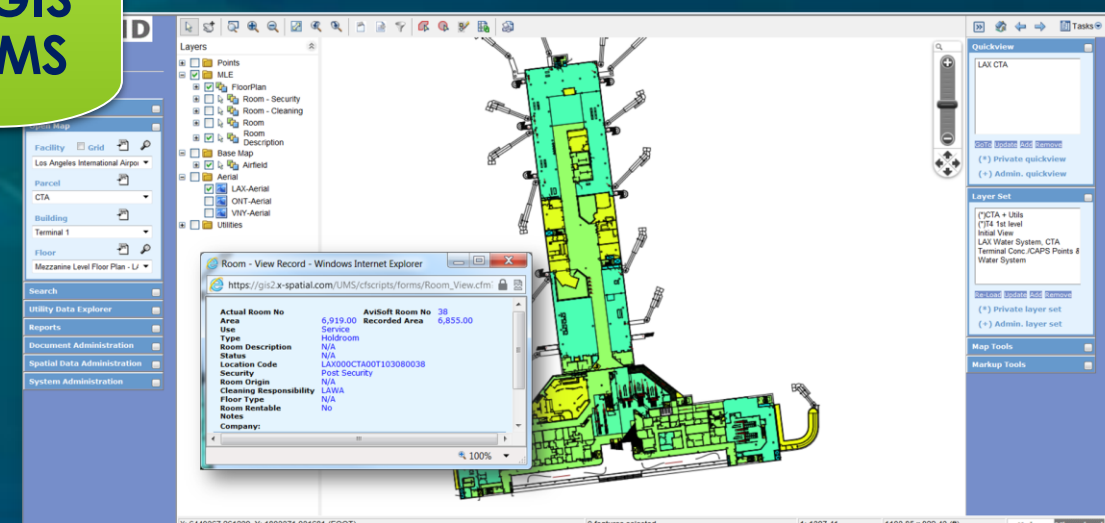 GIS
MS
ND
Open Map
Facility Grid
Los Angeles International Airpor
Parcel
CTA
Building
Terminal 1
Floor
Mezzanine Level Floor Plan - LA
Search
Utility Data Explorer
Reports
Document Administration
Spatial Data Administration
System Administration
Layers
Points
MLE
FloorPlan
Room - Security
Room - Cleaning
Room
Room
Description
Base Map
Airfield
Aerial
LAX-Aerial
ONT-Aerial
VNY-Aerial
Utilities
Room - View Record - Windows Internet Explorer
https://gis2.x-spatial.com/UMS/cfscripts/forms/Room_View.cfm
Actual Room No AviSoft Room No 38
Area 6,919.00 Recorded Area 6,855.00
Use Service
Type Holdroom
Room Description N/A
Status N/A
Location Code LAX000CTA00T103080038
Security Post Security
Room Origin N/A
Cleaning Responsibility LAWA
Floor Type N/A
Room Rentable No
Notes
Company:
100%
Tasks
Quickview
LAX CTA
GoTo Update Add Remove
(*) Private quickview
(+) Admin. quickview
Layer Set
(*)CTA + Utils
(*)T4 1st level
Initial View
LAX Water System, CTA
Terminal Conc./CAPS Points &
Water System
Re-Load Update Add Remove
(*) Private layer set
(+) Admin. layer set
Map Tools
Markup Tools